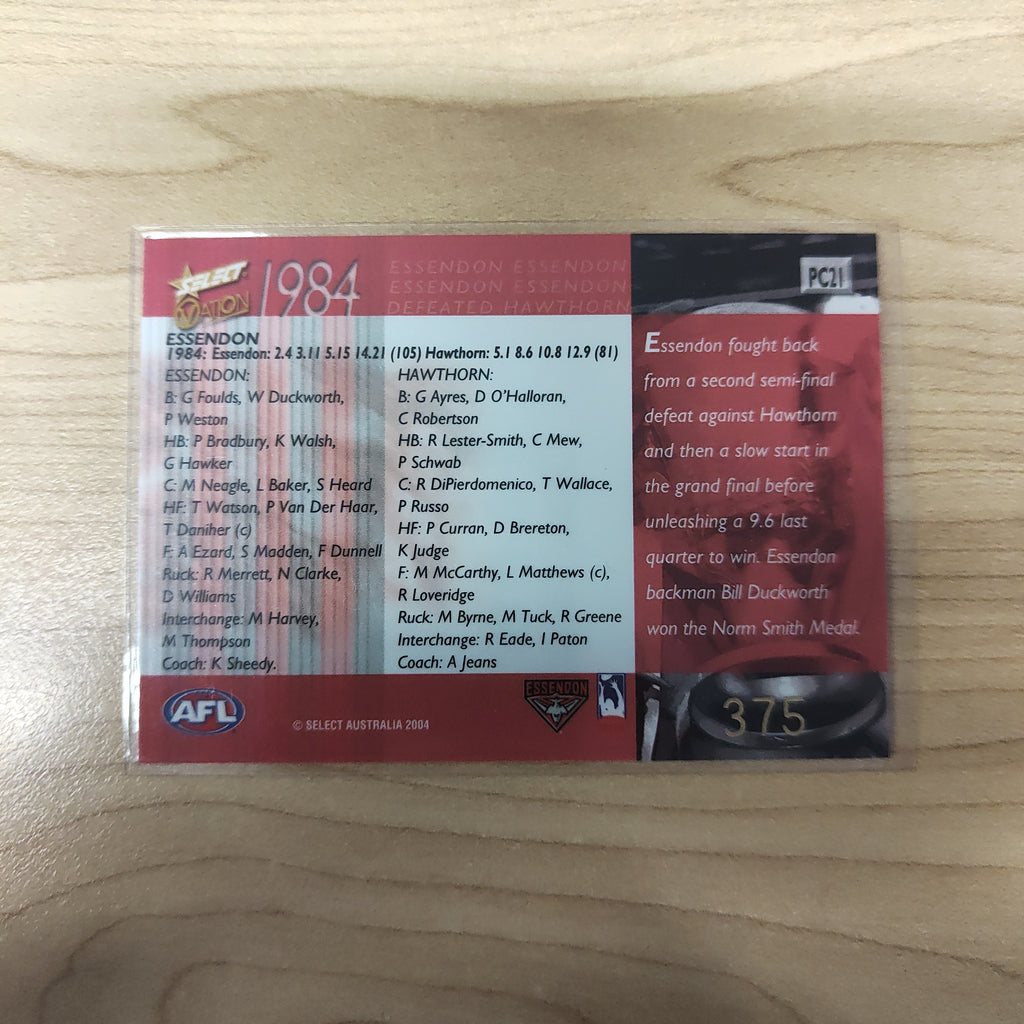 SELECT
OVATION
1984
ESSENDON ESSENDON
ESSENDON ESSENDON
DEFEATED HAWTHORN
PC21
ESSENDON
1984: Essendon: 2.4 3.11 5.15 14.21 (105) Hawthorn: 5.1 8.6 10.8 12.9 (81)
ESSENDON:
B: G Foulds, W Duckworth,
P Weston
HB: P Bradbury, K Walsh,
G Hawker
C: M Neagle, L Baker, S Heard
HF: T Watson, P Van Der Haar,
T Daniher (c)
F: A Ezard, S Madden, F Dunnell
Ruck: R Merrett, N Clarke,
D Williams
Interchange: M Harvey,
M Thompson
Coach: K Sheedy.
HAWTHORN:
B: G Ayres, D O'Halloran,
C Robertson
HB: R Lester-Smith, C Mew,
P Schwab
C: R DiPierdomenico, T Wallace,
P Russo
HF: P Curran, D Brereton,
K Judge
F: M McCarthy, L Matthews (c),
R Loveridge
Ruck: M Byrne, M Tuck, R Greene
Interchange: R Eade, I Paton
Coach: A Jeans
Essendon fought back
from a second semi-final
defeat against Hawthorn
and then a slow start in
the grand final before
unleashing a 9.6 last
quarter to win. Essendon
backman Bill Duckworth
won the Norm Smith Medal.
AFL
© SELECT AUSTRALIA 2004
ESSENDON
375